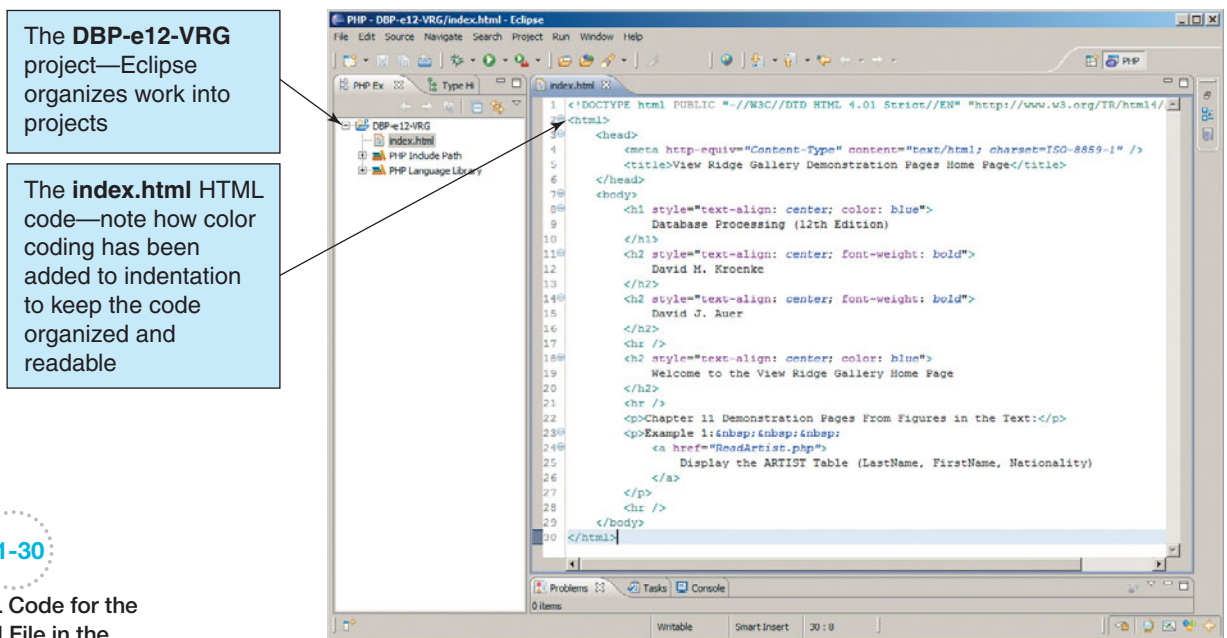 The DBP-e12-VRG
project—Eclipse
organizes work into
projects
The index.html HTML
code—note how color
coding has been
added to indentation
to keep the code
organized and
readable
1-30
Code for the
File in the
PHP - DBP-e12-VRG/index.html - Eclipse
File Edit Source Navigate Search Project Run Window Help
PHP
PHP Ex Type Hi
index.html
DBP-e12-VRG
index.html
PHP Include Path
PHP Language Library
1 <!DOCTYPE html PUBLIC "-//W3C//DTD HTML 4.01 Strict//EN" "http://www.w3.org/TR/html4/
2 <html>
3 <head>
4 <meta http-equiv="Content-Type" content="text/html; charset=ISO-8859-1" />
5 <title>View Ridge Gallery Demonstration Pages Home Page</title>
6 </head>
7 <body>
8 <h1 style="text-align: center; color: blue">
9 Database Processing (12th Edition)
10 </h1>
11 <h2 style="text-align: center; font-weight: bold">
12 David M. Kroenke
13 </h2>
14 <h2 style="text-align: center; font-weight: bold">
15 David J. Auer
16 </h2>
17 <hr />
18 <h2 style="text-align: center; color: blue">
19 Welcome to the View Ridge Gallery Home Page
20 </h2>
21 <hr />
22 <p>Chapter 11 Demonstration Pages From Figures in the Text:</p>
23 <p>Example 1:&nbsp;&nbsp;&nbsp;
24 <a href="ReadArtist.php">
25 Display the ARTIST Table (LastName, FirstName, Nationality)
26 </a>
27 </p>
28 <hr />
29 </body>
30 </html>
Problems Tasks Console
0 items
Writable Smart Insert 30 : 8